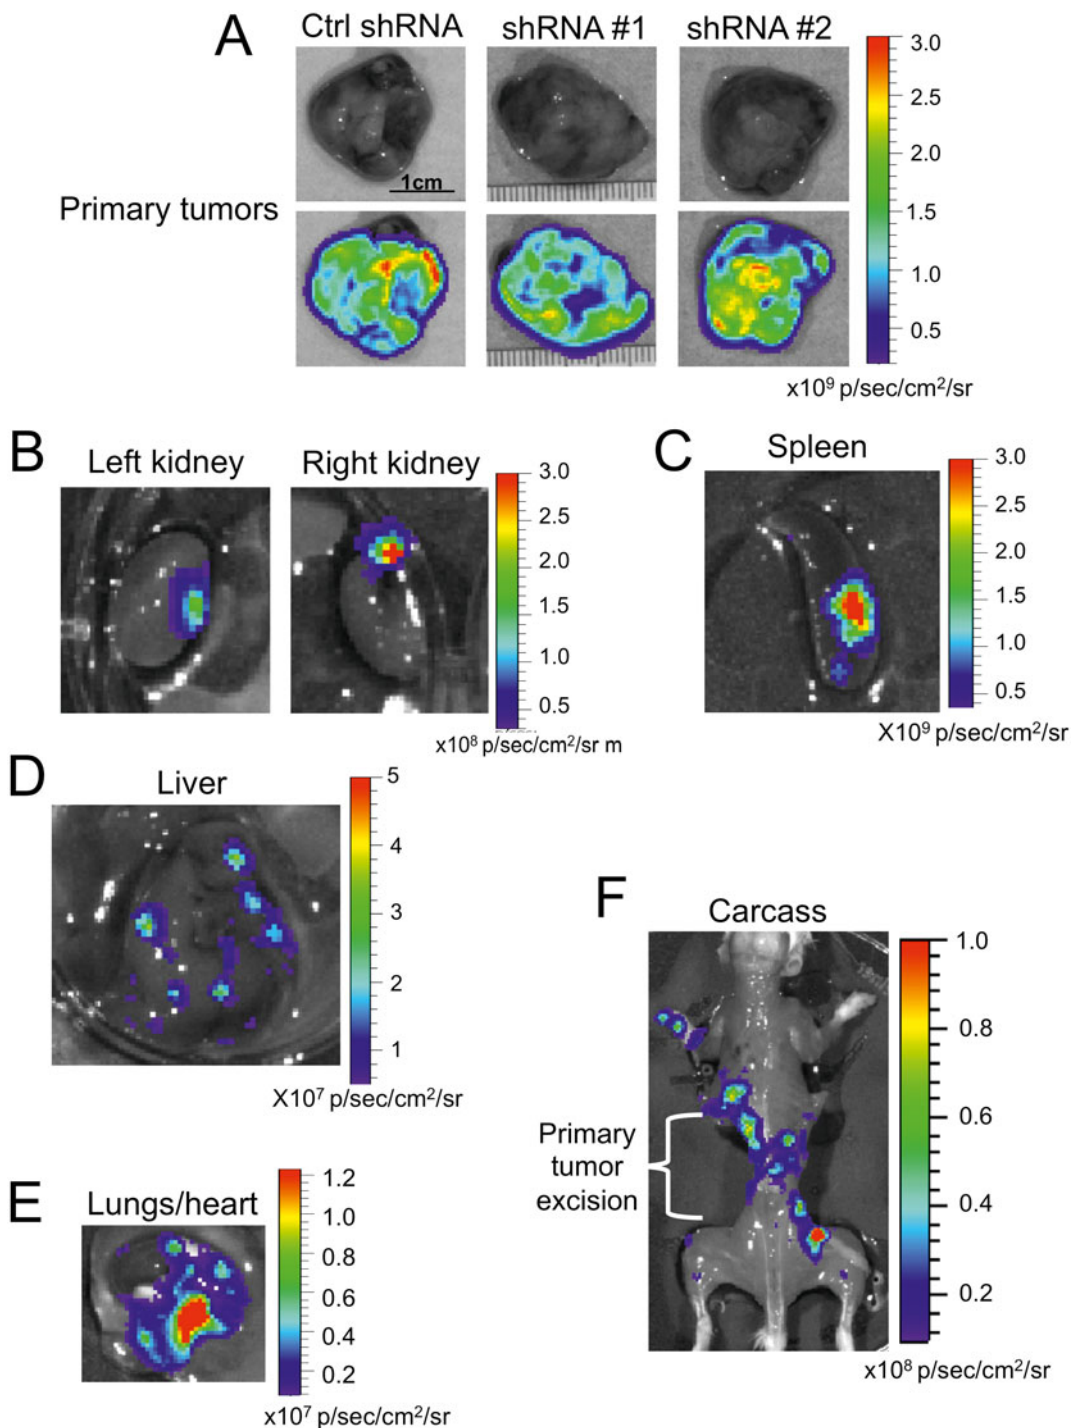 A
Ctrl shRNA
shRNA #1
shRNA #2
1cm
Primary tumors
3.0
2.5
2.0
1.5
1.0
0.5
x10⁹ p/sec/cm²/sr
B
Left kidney
Right kidney
3.0
2.5
2.0
1.5
1.0
0.5
x10⁸ p/sec/cm²/sr m
C
Spleen
3.0
2.5
2.0
1.5
1.0
0.5
X10⁹ p/sec/cm²/sr
D
Liver
5
4
3
2
1
X10⁷ p/sec/cm²/sr
E
Lungs/heart
1.2
1.0
0.8
0.6
0.4
0.2
x10⁷ p/sec/cm²/sr
F
Carcass
Primary
tumor
excision
1.0
0.8
0.6
0.4
0.2
x10⁸ p/sec/cm²/sr